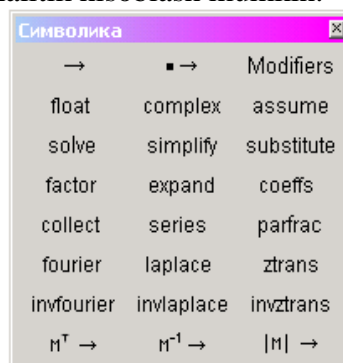 Символика
→ ▪ → Modifiers
float complex assume
solve simplify substitute
factor expand coeffs
collect series parfrac
fourier laplace ztrans
invfourier invlaplace invztrans
Mᵀ → M⁻¹ → |M| →